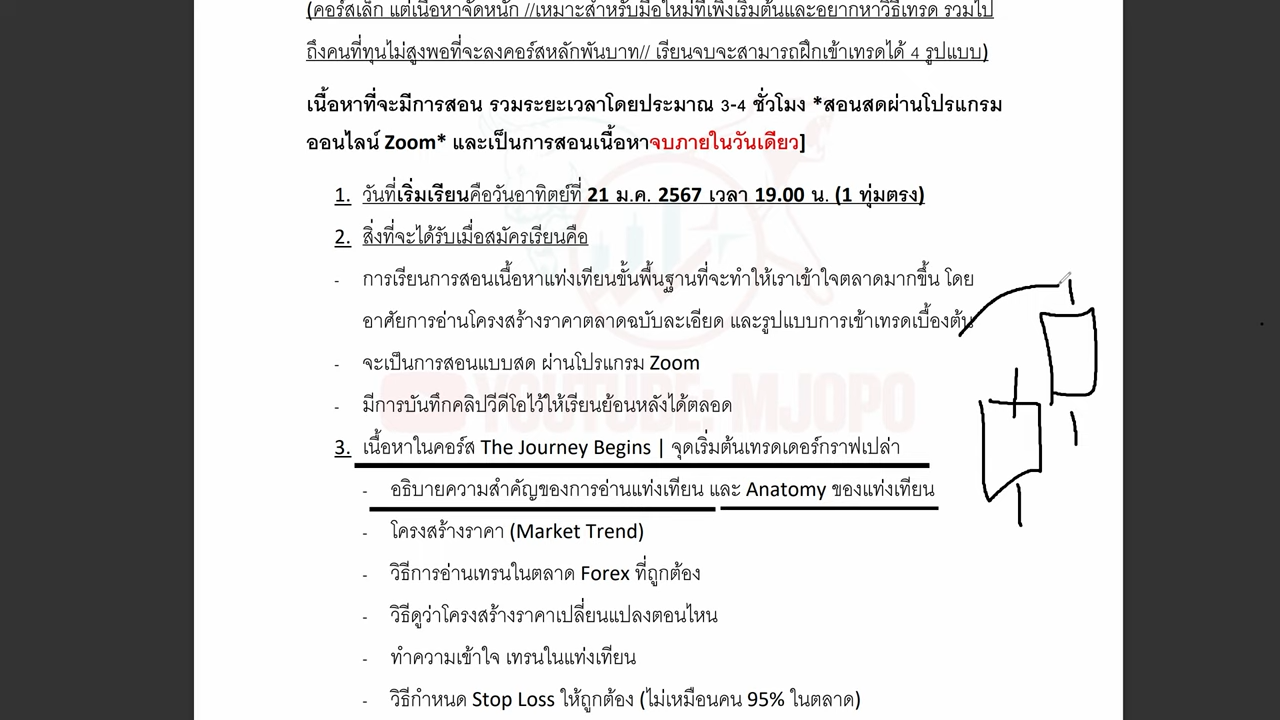 (คอร์สเล็ก แต่เนื้อหาจัดหนัก //เหมาะสำหรับมือใหม่ที่เพิ่งเริ่มต้นและอยากหาวิธีเทรด รวมไป
ถึงคนที่ทุนไม่สูงพอที่จะลงคอร์สหลักพันบาท// เรียนจบจะสามารถฝึกเข้าเทรดได้ 4 รูปแบบ)
เนื้อหาที่จะมีการสอน รวมระยะเวลาโดยประมาณ 3-4 ชั่วโมง *สอนสดผ่านโปรแกรม
ออนไลน์ Zoom* และเป็นการสอนเนื้อหาจบภายในวันเดียว]
1. วันที่เริ่มเรียนคือวันอาทิตย์ที่ 21 ม.ค. 2567 เวลา 19.00 น. (1 ทุ่มตรง)
2. สิ่งที่จะได้รับเมื่อสมัครเรียนคือ
- การเรียนการสอนเนื้อหาแท่งเทียนขั้นพื้นฐานที่จะทำให้เราเข้าใจตลาดมากขึ้น โดย
อาศัยการอ่านโครงสร้างราคาตลาดฉบับละเอียด และรูปแบบการเข้าเทรดเบื้องต้น
- จะเป็นการสอนแบบสด ผ่านโปรแกรม Zoom
- มีการบันทึกคลิปวีดีโอไว้ให้เรียนย้อนหลังได้ตลอด
YOUTUBE: MJOPO
3. เนื้อหาในคอร์ส The Journey Begins | จุดเริ่มต้นเทรดเดอร์กราฟเปล่า
- อธิบายความสำคัญของการอ่านแท่งเทียน และ Anatomy ของแท่งเทียน
- โครงสร้างราคา (Market Trend)
- วิธีการอ่านเทรนในตลาด Forex ที่ถูกต้อง
- วิธีดูว่าโครงสร้างราคาเปลี่ยนแปลงตอนไหน
- ทำความเข้าใจ เทรนในแท่งเทียน
- วิธีกำหนด Stop Loss ให้ถูกต้อง (ไม่เหมือนคน 95% ในตลาด)